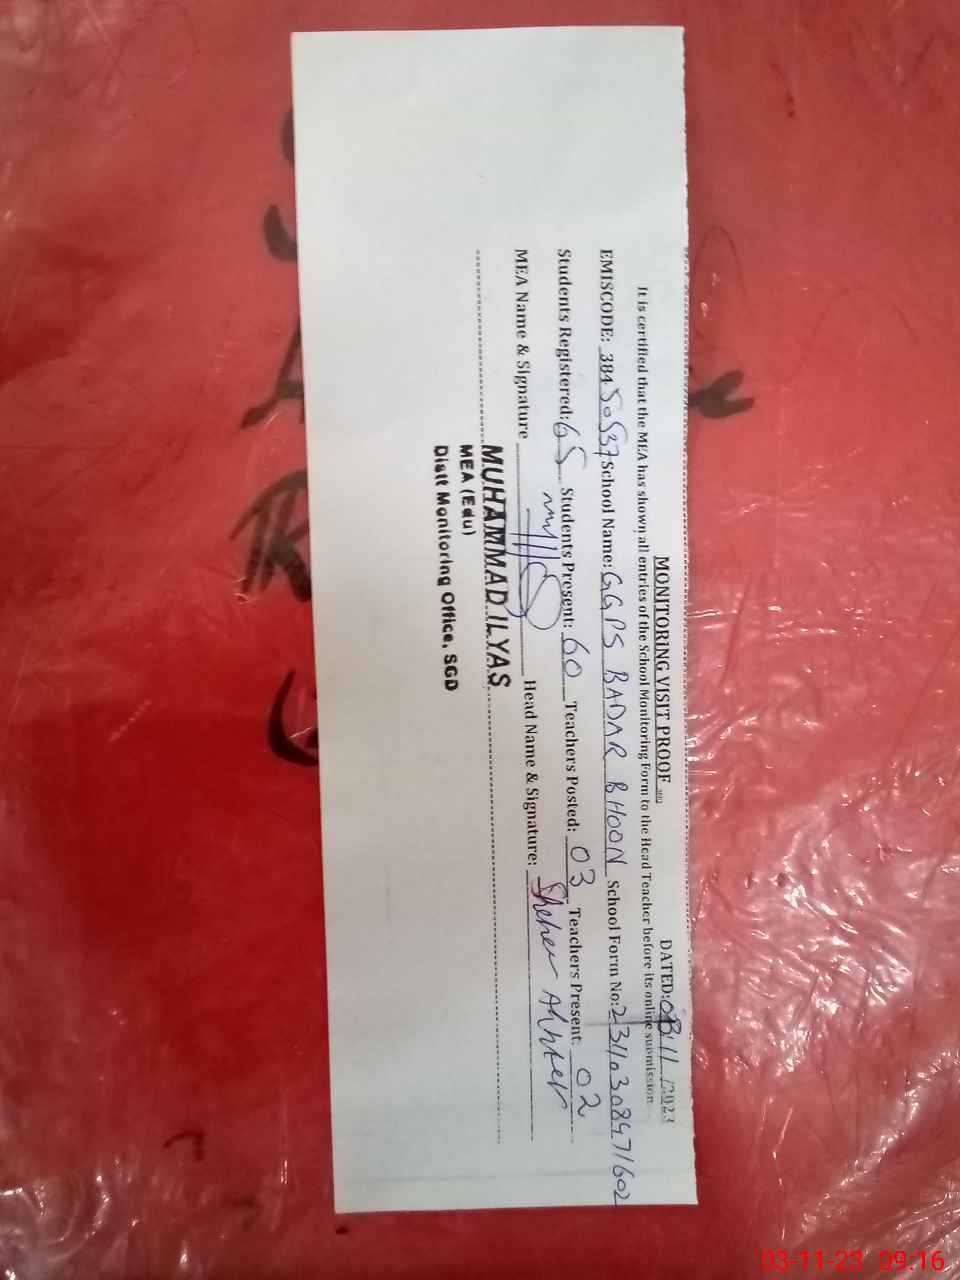 MONITORING VISIT PROOF
DATED: 03/11/2023
It is certified that the MEA has shown all entries of the School Monitoring Form to the Head Teacher before its online submission
EMISCODE: 38450537 School Name: GGPS BADAR BHOON School Form No: 23110308971602
Students Registered: 65 Students Present: 60 Teachers Posted: 03 Teachers Present: 02
MEA Name & Signature Head Name & Signature: Akhter
MUHAMMAD ILYAS
MEA (Edu)
Distt Monitoring Office, SGD
03-11-23 09:16